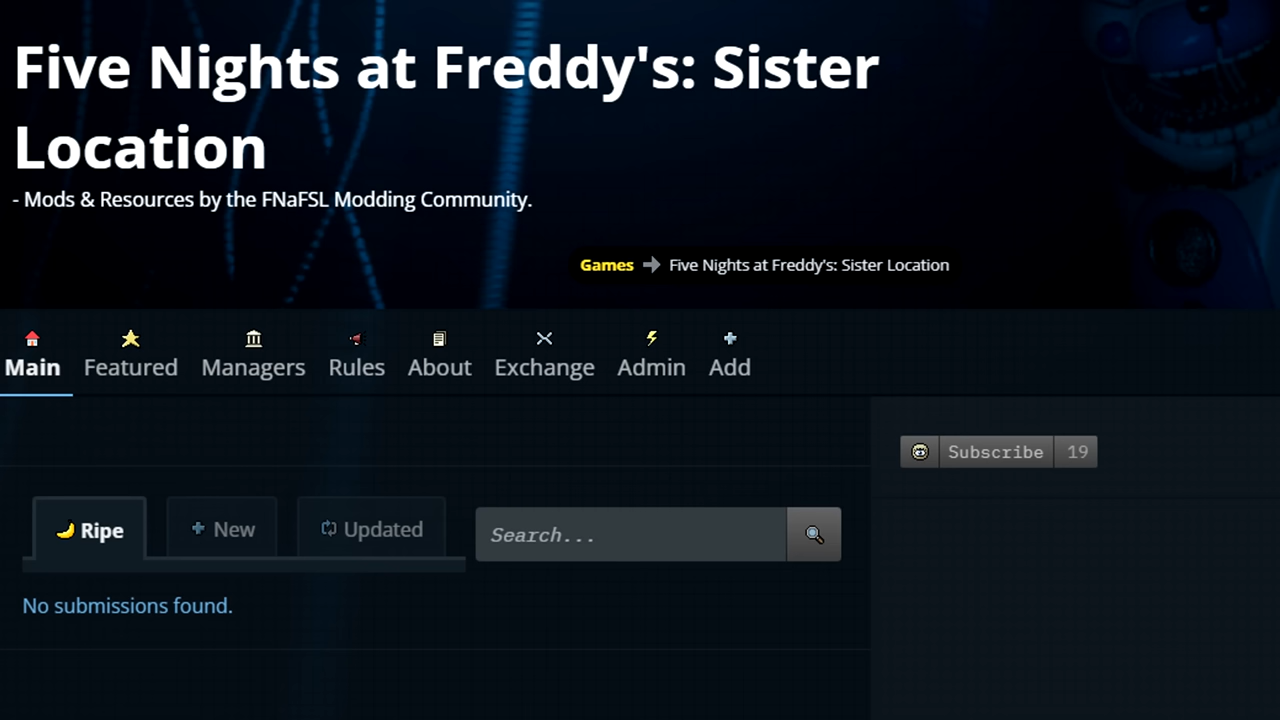 Five Nights at Freddy's: Sister
Location
- Mods & Resources by the FNaFSL Modding Community.
Games Five Nights at Freddy's: Sister Location
Main Featured Managers Rules About Exchange Admin Add
Subscribe 19
Ripe New Updated Search...
No submissions found.